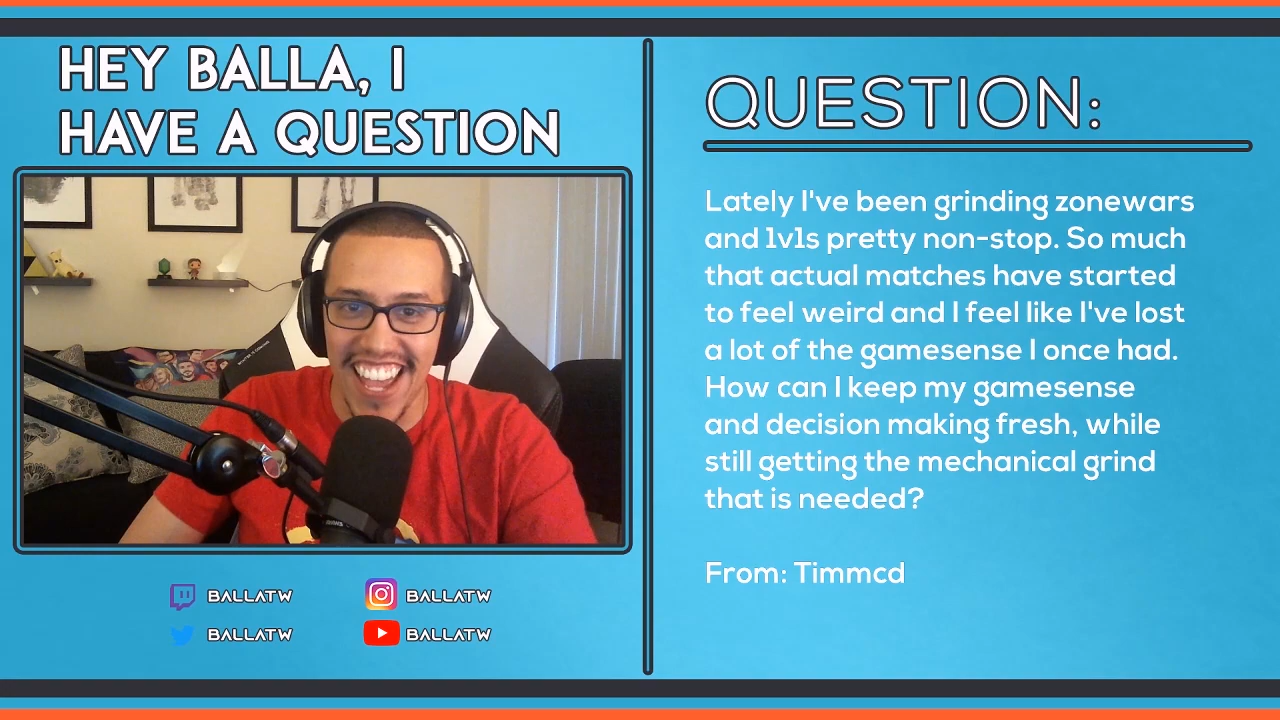 HEY BALLA, I
HAVE A QUESTION
BALLATW
BALLATW
BALLATW
BALLATW
QUESTION:
Lately I've been grinding zonewars
and 1v1s pretty non-stop. So much
that actual matches have started
to feel weird and I feel like I've lost
a lot of the gamesense I once had.
How can I keep my gamesense
and decision making fresh, while
still getting the mechanical grind
that is needed?
From: Timmcd